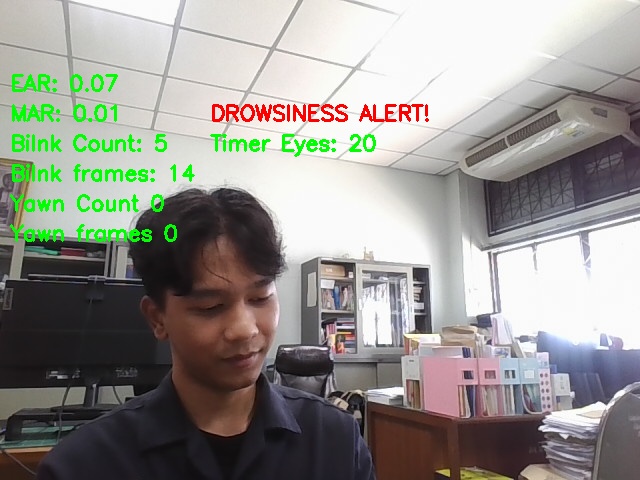 EAR: 0.07
MAR: 0.01 DROWSINESS ALERT!
Bilnk Count: 5 Timer Eyes: 20
Bilnk frames: 14
Yawn Count 0
Yawn frames 0